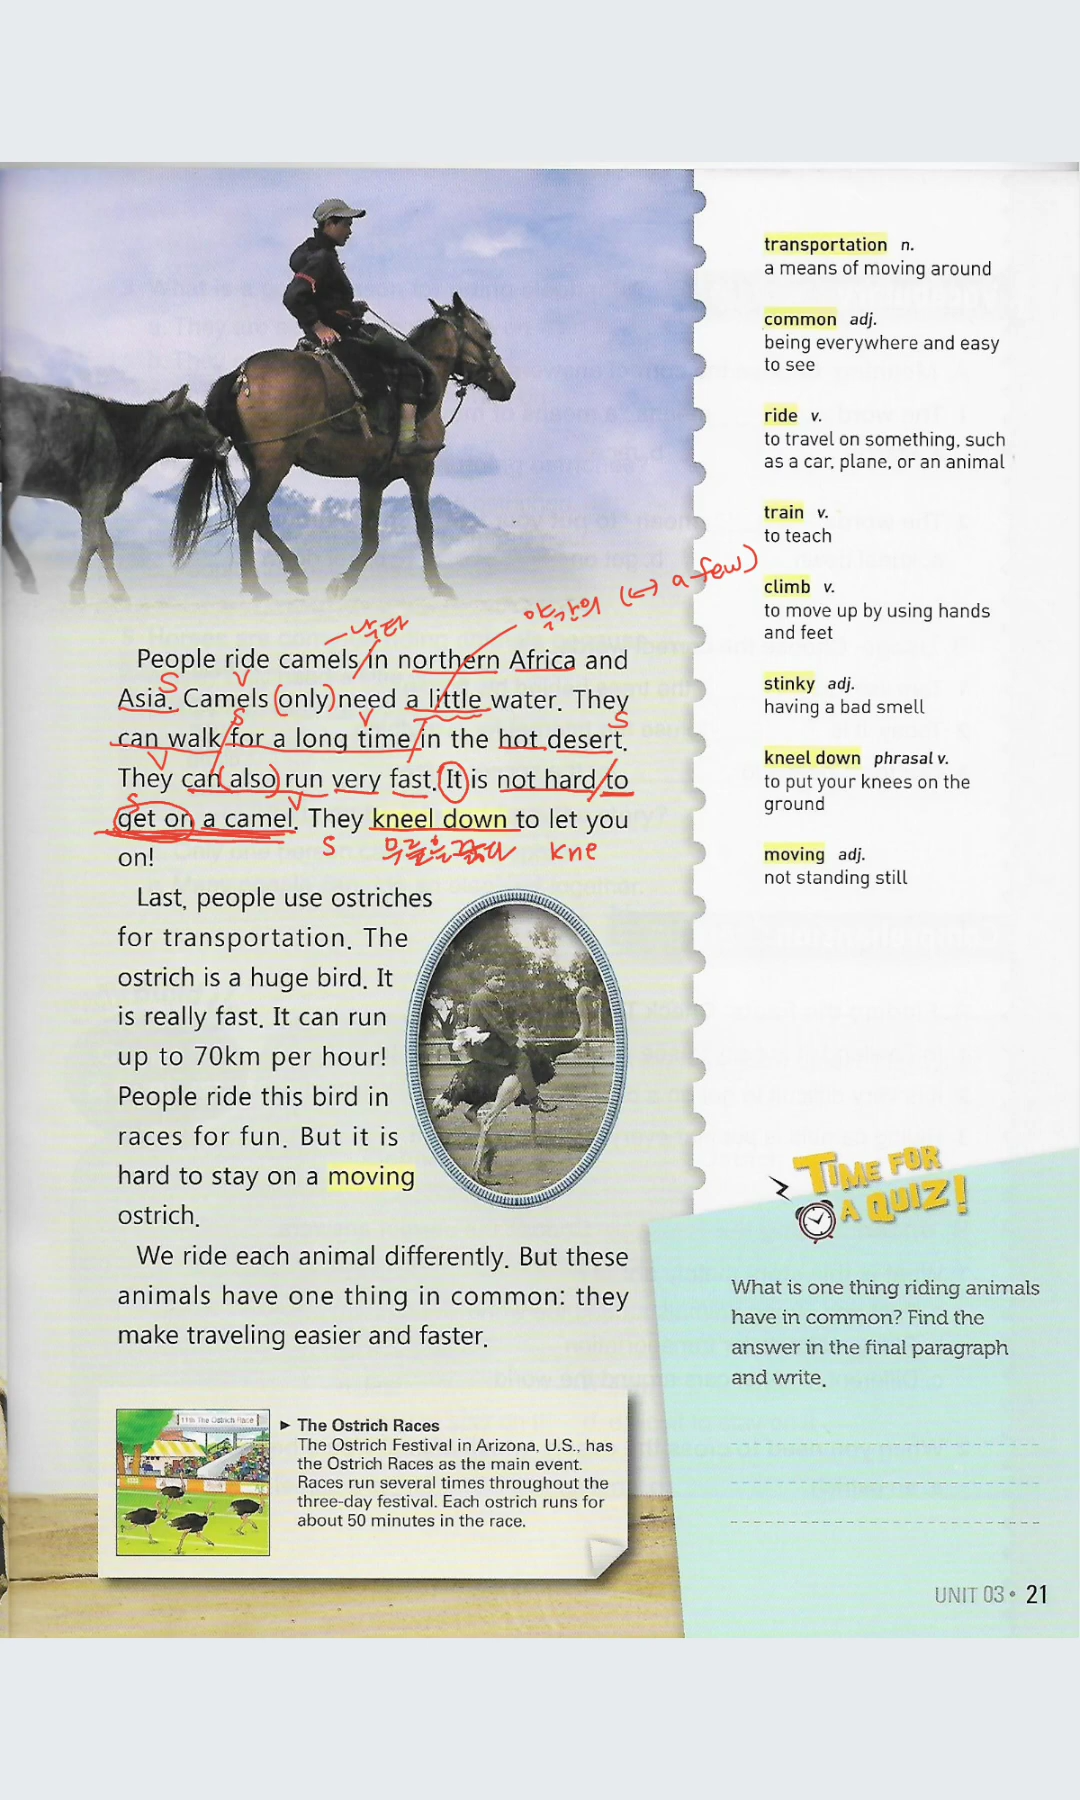 transportation n.
a means of moving around
common adj.
being everywhere and easy
to see
ride v.
to travel on something, such
as a car, plane, or an animal
train v.
to teach
climb v.
to move up by using hands
and feet
stinky adj.
having a bad smell
kneel down phrasal v.
to put your knees on the
ground
moving adj.
not standing still
낙타
약간의 (↔ a few)
People ride camels in northern Africa and
Asia. Camels only need a little water. They
can walk for a long time in the hot desert.
They can also run very fast. It is not hard to
get on a camel. They kneel down to let you
on!
S V
S V S
V
S V
S 무릎을 꿇다 kne
Last, people use ostriches
for transportation. The
ostrich is a huge bird. It
is really fast. It can run
up to 70km per hour!
People ride this bird in
races for fun. But it is
hard to stay on a moving
ostrich.
We ride each animal differently. But these
animals have one thing in common: they
make traveling easier and faster.
11th The Ostrich Race
► The Ostrich Races
The Ostrich Festival in Arizona, U.S., has
the Ostrich Races as the main event.
Races run several times throughout the
three-day festival. Each ostrich runs for
about 50 minutes in the race.
TIME FOR
A QUIZ!
What is one thing riding animals
have in common? Find the
answer in the final paragraph
and write.
UNIT 03 • 21